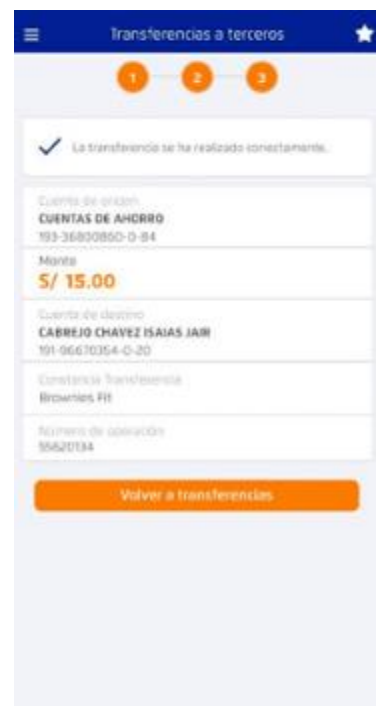 Transferencias a terceros
1 2 3
La transferencia se ha realizado correctamente.
Cuenta de origen
CUENTAS DE AHORRO
193-36800860-0-84
Monto
S/ 15.00
Cuenta de destino
CABREJO CHAVEZ ISAIAS JAIR
191-96670354-0-20
Constancia Transferencia
Brownies Fit
Número de operación
55620134
Volver a transferencias